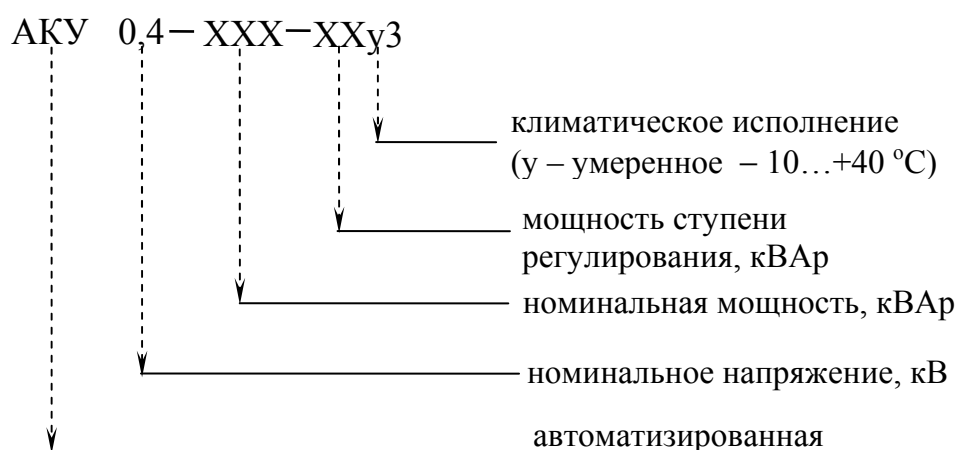 АКУ 0,4 – ХХХ – ХХу3
климатическое исполнение
(у – умеренное – 10…+40 °С)
мощность ступени
регулирования, кВАр
номинальная мощность, кВАр
номинальное напряжение, кВ
автоматизированная